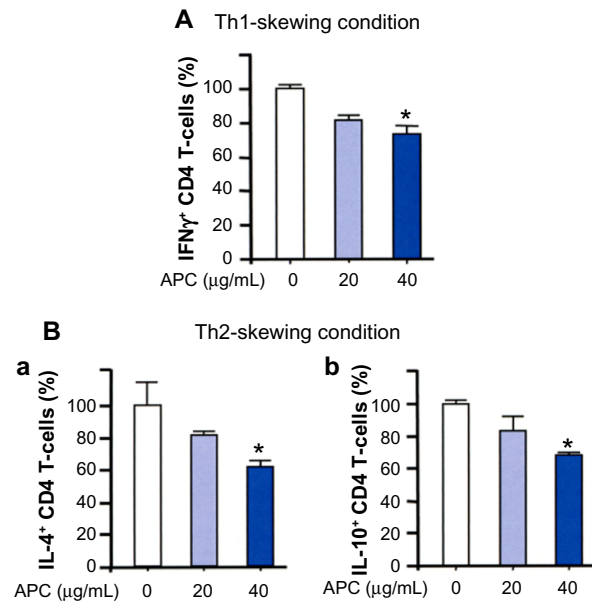 A Th1-skewing condition
IFNγ⁺ CD4 T-cells (%)
100
80
60
40
20
0
*
APC (μg/mL) 0 20 40
B Th2-skewing condition
a
IL-4⁺ CD4 T-cells (%)
100
80
60
40
20
0
*
APC (μg/mL) 0 20 40
b
IL-10⁺ CD4 T-cells (%)
100
80
60
40
20
0
*
APC (μg/mL) 0 20 40